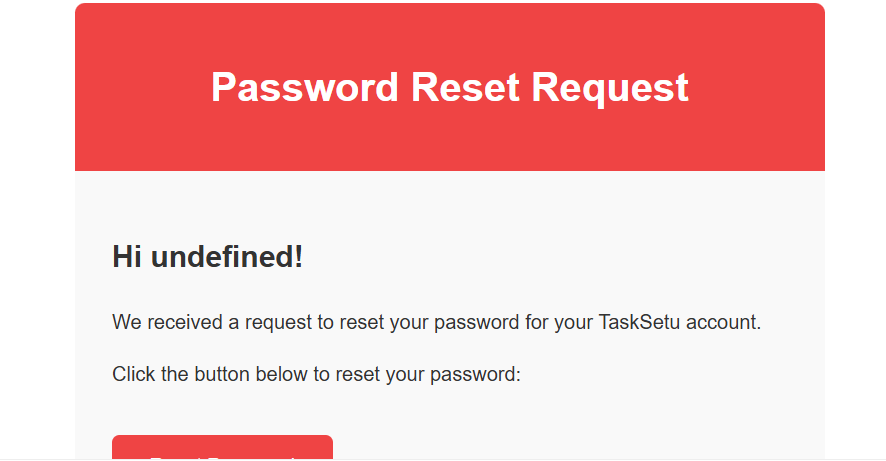 Password Reset Request
Hi undefined!
We received a request to reset your password for your TaskSetu account.
Click the button below to reset your password: